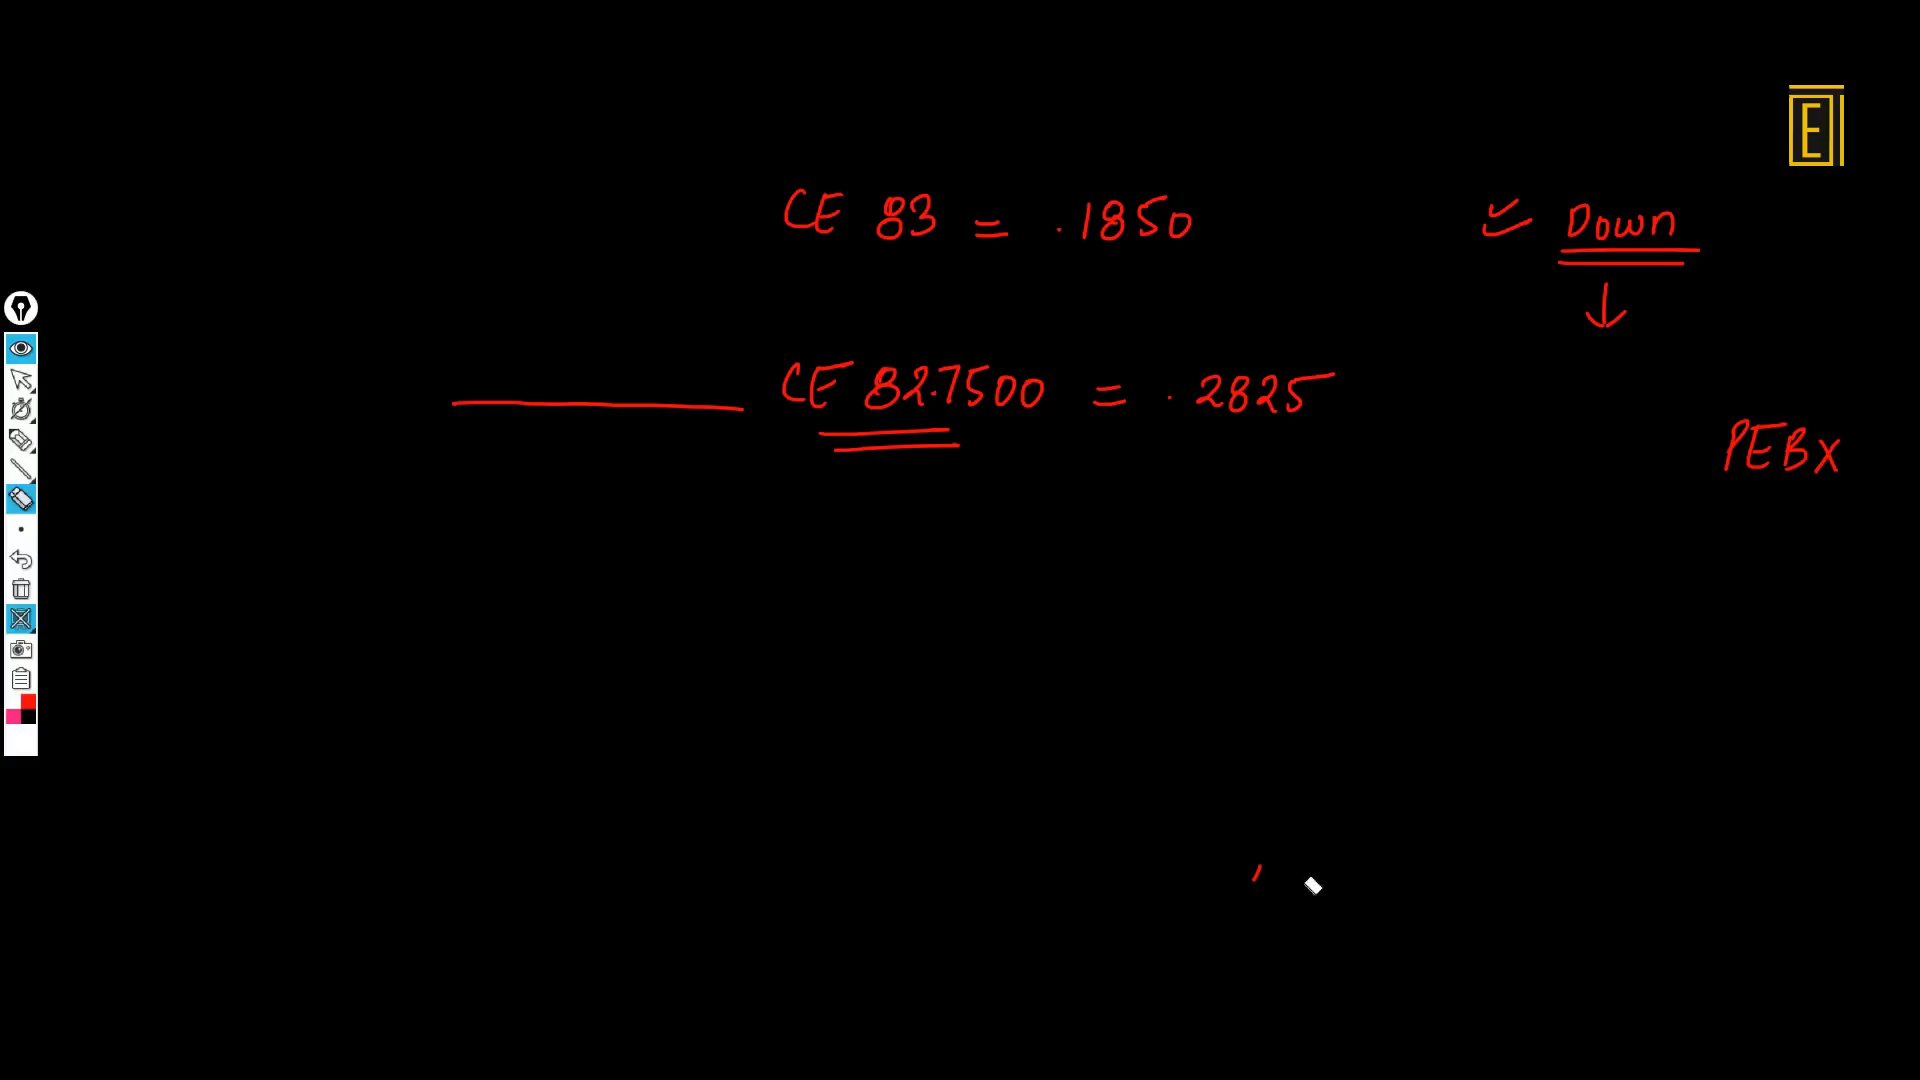 E
CE 83 = .1850
✓ Down
↓
CE 82.7500 = .2825
PEBX